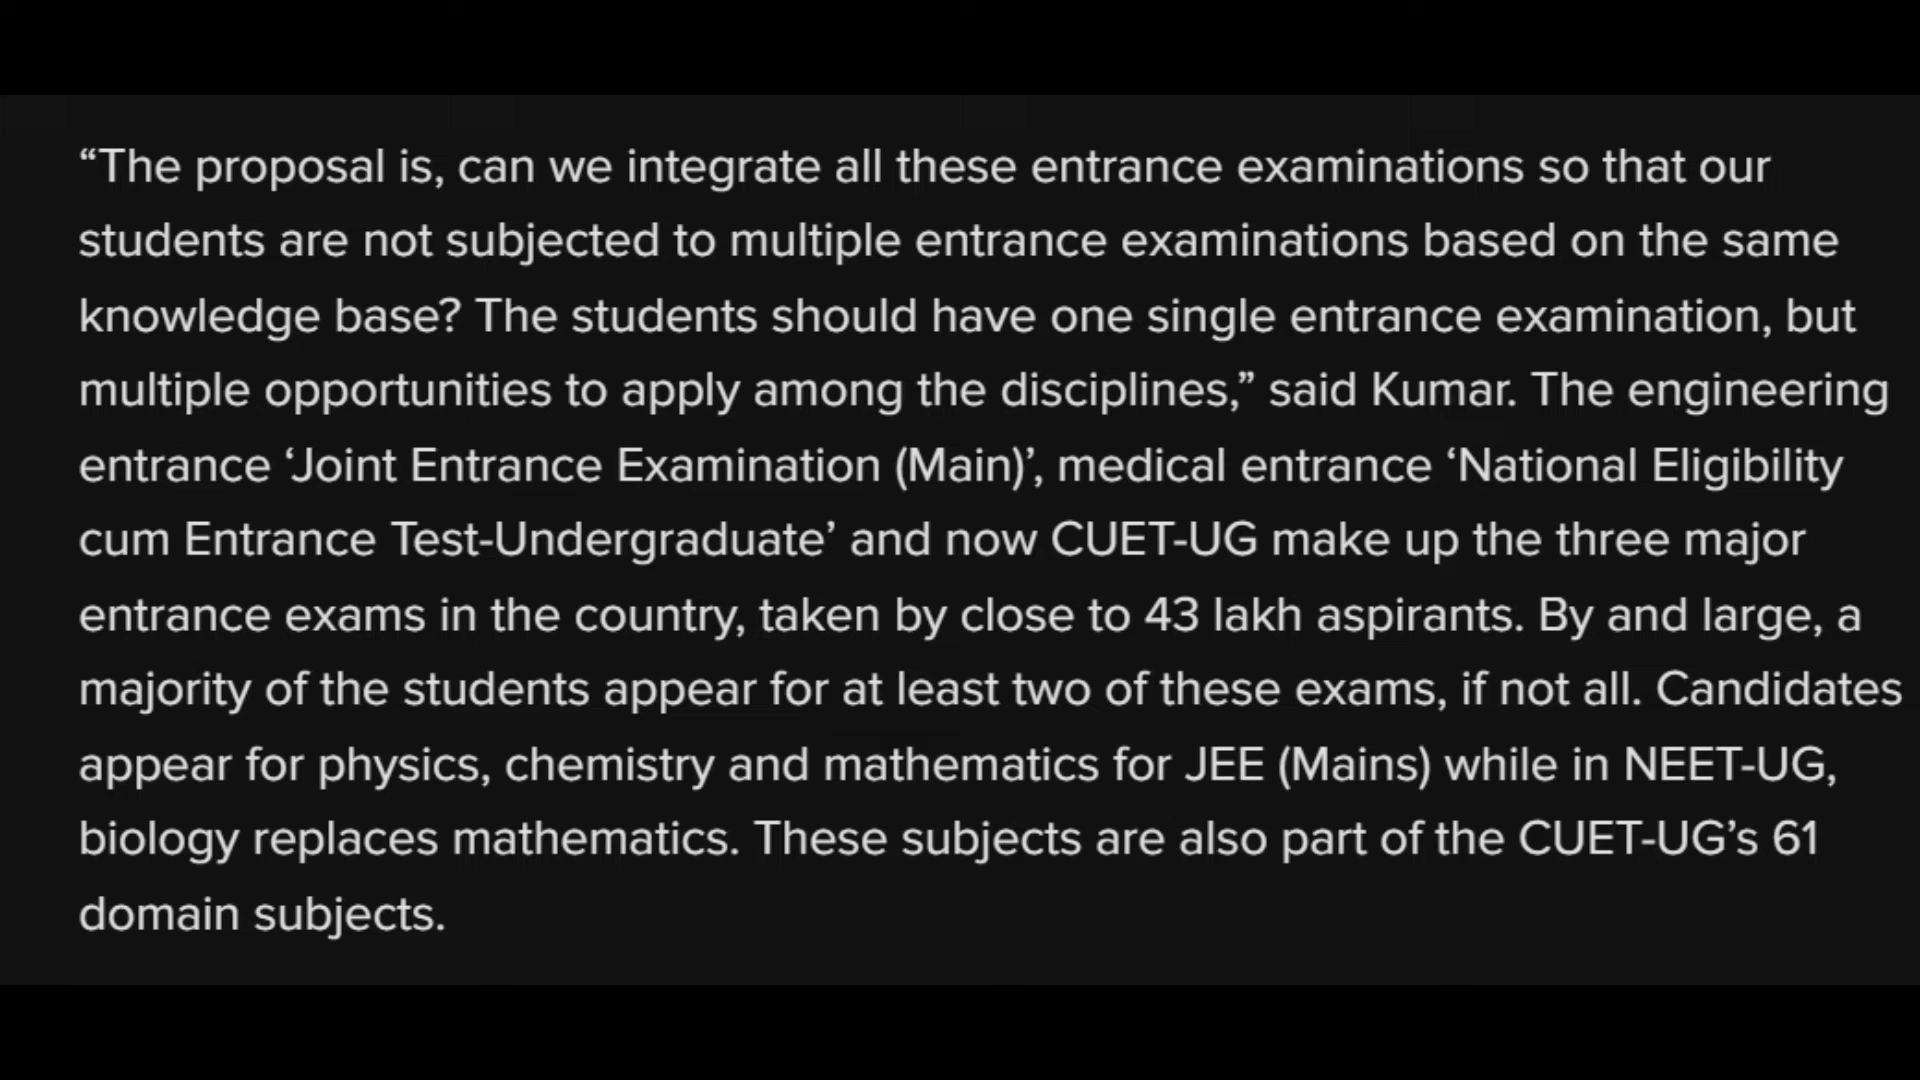 “The proposal is, can we integrate all these entrance examinations so that our
students are not subjected to multiple entrance examinations based on the same
knowledge base? The students should have one single entrance examination, but
multiple opportunities to apply among the disciplines,” said Kumar. The engineering
entrance ‘Joint Entrance Examination (Main)’, medical entrance ‘National Eligibility
cum Entrance Test-Undergraduate’ and now CUET-UG make up the three major
entrance exams in the country, taken by close to 43 lakh aspirants. By and large, a
majority of the students appear for at least two of these exams, if not all. Candidates
appear for physics, chemistry and mathematics for JEE (Mains) while in NEET-UG,
biology replaces mathematics. These subjects are also part of the CUET-UG’s 61
domain subjects.